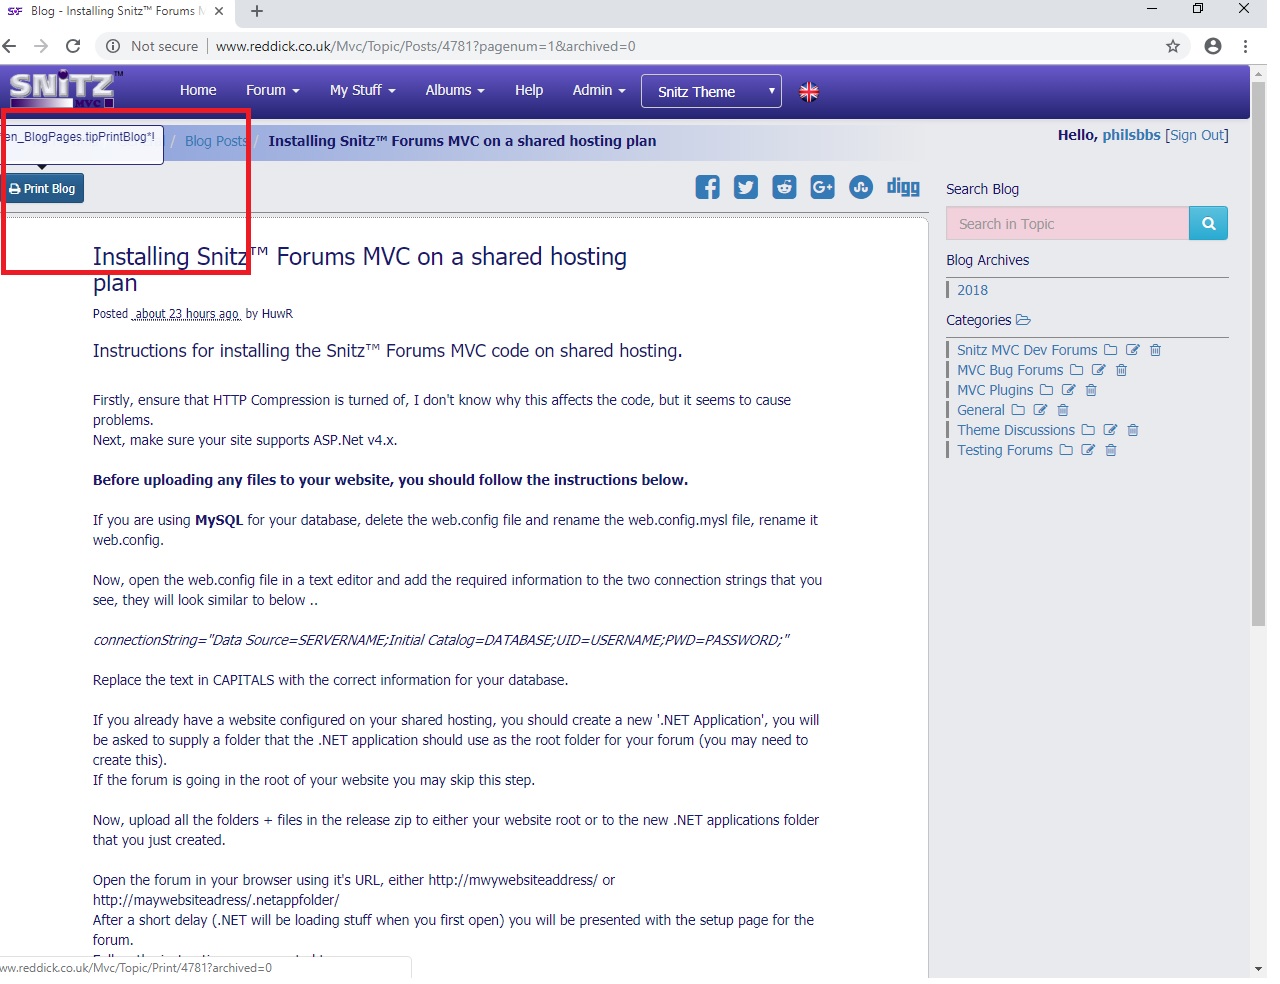 Blog - Installing Snitz™ Forums M
Not secure | www.reddick.co.uk/Mvc/Topic/Posts/4781?pagenum=1&archived=0
SNiTZ™
MVC
Home Forum My Stuff Albums Help Admin Snitz Theme
en_BlogPages.tipPrintBlog*!
/ Blog Posts / Installing Snitz™ Forums MVC on a shared hosting plan
Hello, philsbbs [Sign Out]
Print Blog
digg
Search Blog
Search in Topic
Blog Archives
2018
Categories
Snitz MVC Dev Forums
MVC Bug Forums
MVC Plugins
General
Theme Discussions
Testing Forums
Installing Snitz™ Forums MVC on a shared hosting
plan
Posted about 23 hours ago by HuwR
Instructions for installing the Snitz™ Forums MVC code on shared hosting.
Firstly, ensure that HTTP Compression is turned of, I don't know why this affects the code, but it seems to cause
problems.
Next, make sure your site supports ASP.Net v4.x.
Before uploading any files to your website, you should follow the instructions below.
If you are using MySQL for your database, delete the web.config file and rename the web.config.mysl file, rename it
web.config.
Now, open the web.config file in a text editor and add the required information to the two connection strings that you
see, they will look similar to below ..
connectionString="Data Source=SERVERNAME;Initial Catalog=DATABASE;UID=USERNAME;PWD=PASSWORD;"
Replace the text in CAPITALS with the correct information for your database.
If you already have a website configured on your shared hosting, you should create a new '.NET Application', you will
be asked to supply a folder that the .NET application should use as the root folder for your forum (you may need to
create this).
If the forum is going in the root of your website you may skip this step.
Now, upload all the folders + files in the release zip to either your website root or to the new .NET applications folder
that you just created.
Open the forum in your browser using it's URL, either http://mwywebsiteaddress/ or
http://maywebsiteadress/.netappfolder/
After a short delay (.NET will be loading stuff when you first open) you will be presented with the setup page for the
forum.
ww.reddick.co.uk/Mvc/Topic/Print/4781?archived=0